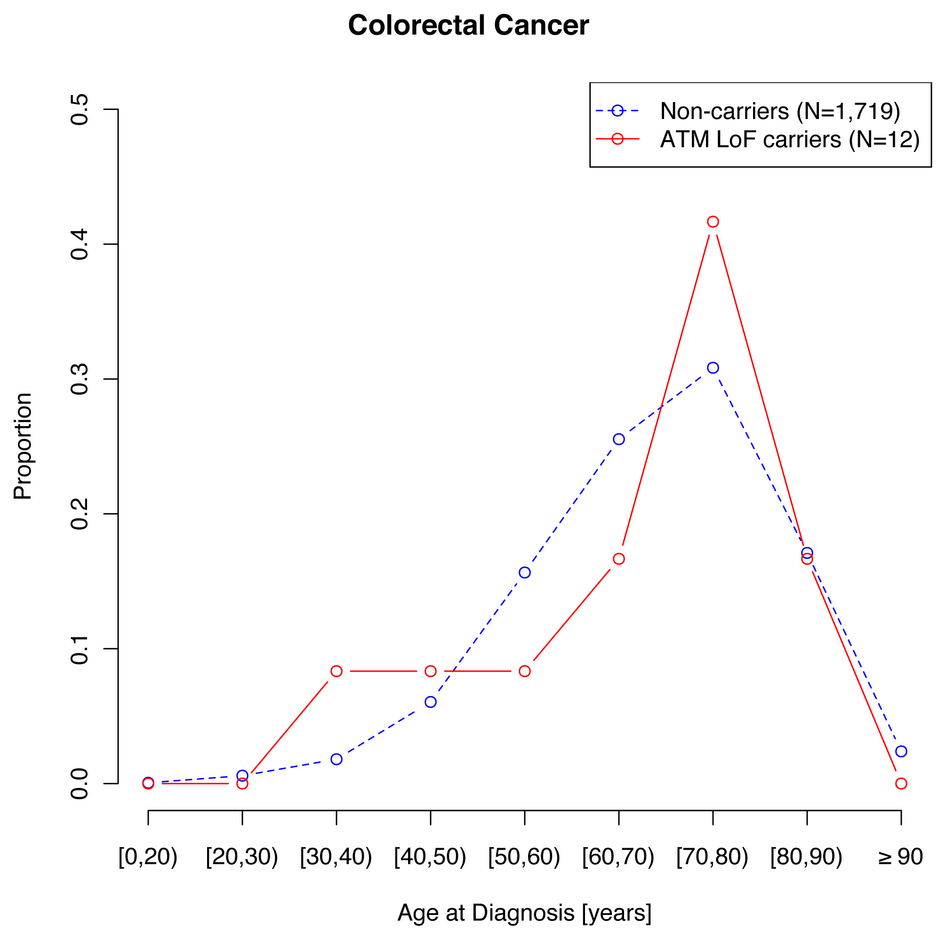 Colorectal Cancer
Non-carriers (N=1,719)
ATM LoF carriers (N=12)
0.5
0.4
0.3
0.2
0.1
0.0
Proportion
[0,20) [20,30) [30,40) [40,50) [50,60) [60,70) [70,80) [80,90) ≥ 90
Age at Diagnosis [years]